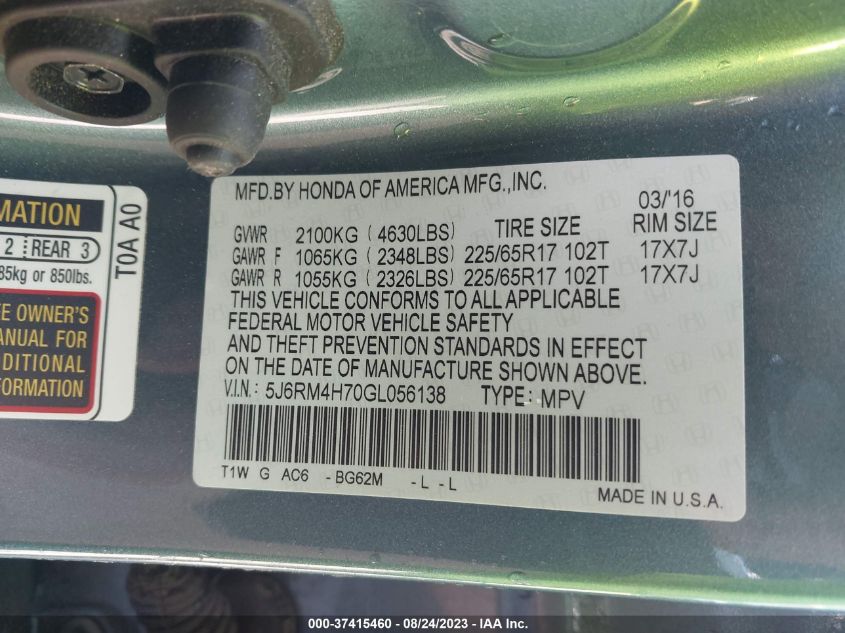 MATION
2 REAR 3
85kg or 850lbs.
E OWNER'S
ANUAL FOR
DITIONAL
FORMATION
T0A A0
MFD.BY HONDA OF AMERICA MFG.,INC.
03/'16
GVWR 2100KG (4630LBS) TIRE SIZE RIM SIZE
GAWR F 1065KG (2348LBS) 225/65R17 102T 17X7J
GAWR R 1055KG (2326LBS) 225/65R17 102T 17X7J
THIS VEHICLE CONFORMS TO ALL APPLICABLE
FEDERAL MOTOR VEHICLE SAFETY
AND THEFT PREVENTION STANDARDS IN EFFECT
ON THE DATE OF MANUFACTURE SHOWN ABOVE.
V.I.N.: 5J6RM4H70GL056138 TYPE: MPV
T1W G AC6 -BG62M -L -L
MADE IN U.S.A.
000-37415460 - 08/24/2023 - IAAI.com